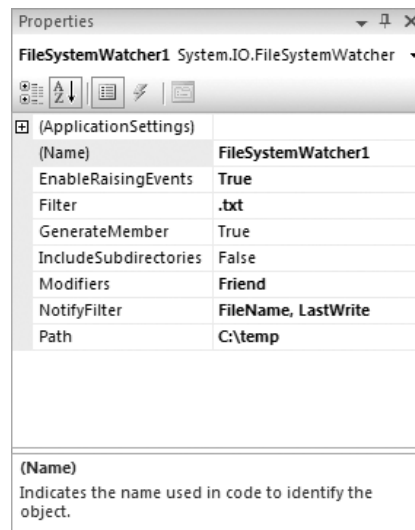 Properties
FileSystemWatcher1 System.IO.FileSystemWatcher
(ApplicationSettings)
(Name) FileSystemWatcher1
EnableRaisingEvents True
Filter .txt
GenerateMember True
IncludeSubdirectories False
Modifiers Friend
NotifyFilter FileName, LastWrite
Path C:\temp
(Name)
Indicates the name used in code to identify the
object.